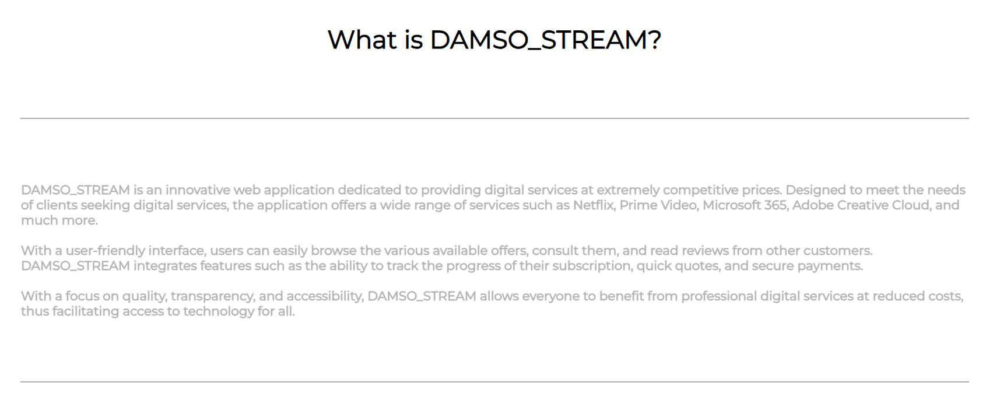 What is DAMSO_STREAM?
DAMSO_STREAM is an innovative web application dedicated to providing digital services at extremely competitive prices. Designed to meet the needs
of clients seeking digital services, the application offers a wide range of services such as Netflix, Prime Video, Microsoft 365, Adobe Creative Cloud, and
much more.
With a user-friendly interface, users can easily browse the various available offers, consult them, and read reviews from other customers.
DAMSO_STREAM integrates features such as the ability to track the progress of their subscription, quick quotes, and secure payments.
With a focus on quality, transparency, and accessibility, DAMSO_STREAM allows everyone to benefit from professional digital services at reduced costs,
thus facilitating access to technology for all.